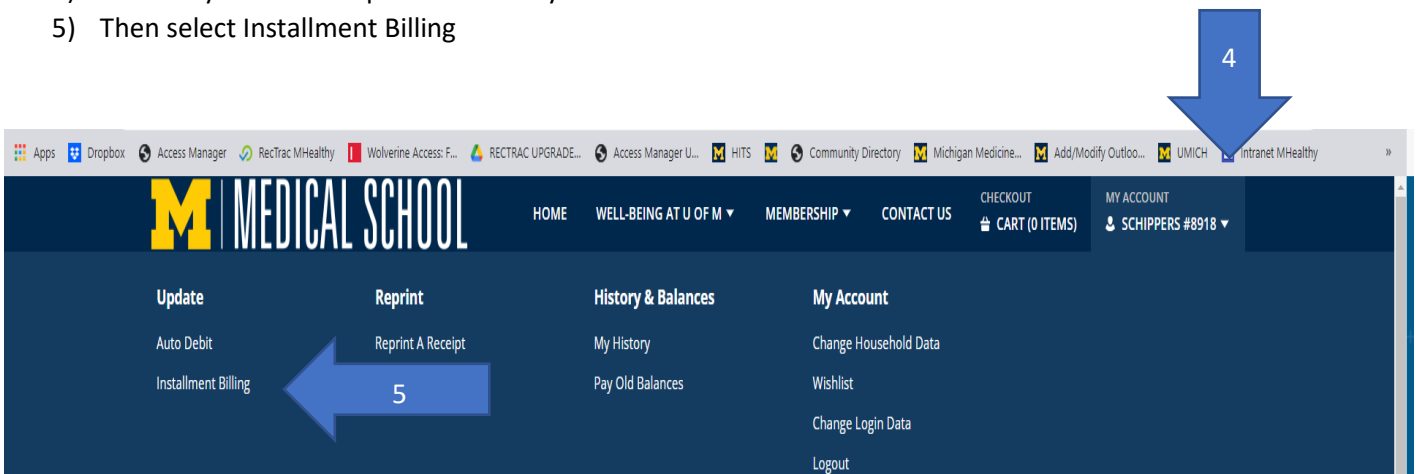 5) Then select Installment Billing
4
Apps Dropbox Access Manager RecTrac MHealthy Wolverine Access: F... RECTRAC UPGRADE... Access Manager U... HITS Community Directory Michigan Medicine... Add/Modify Outloo... UMICH Intranet MHealthy »
M MEDICAL SCHOOL HOME WELL-BEING AT U OF M ▾ MEMBERSHIP ▾ CONTACT US
CHECKOUT MY ACCOUNT
CART (0 ITEMS) SCHIPPERS #8918 ▾
Update Reprint History & Balances My Account
Auto Debit Reprint A Receipt My History Change Household Data
Installment Billing 5 Pay Old Balances Wishlist
Change Login Data
Logout